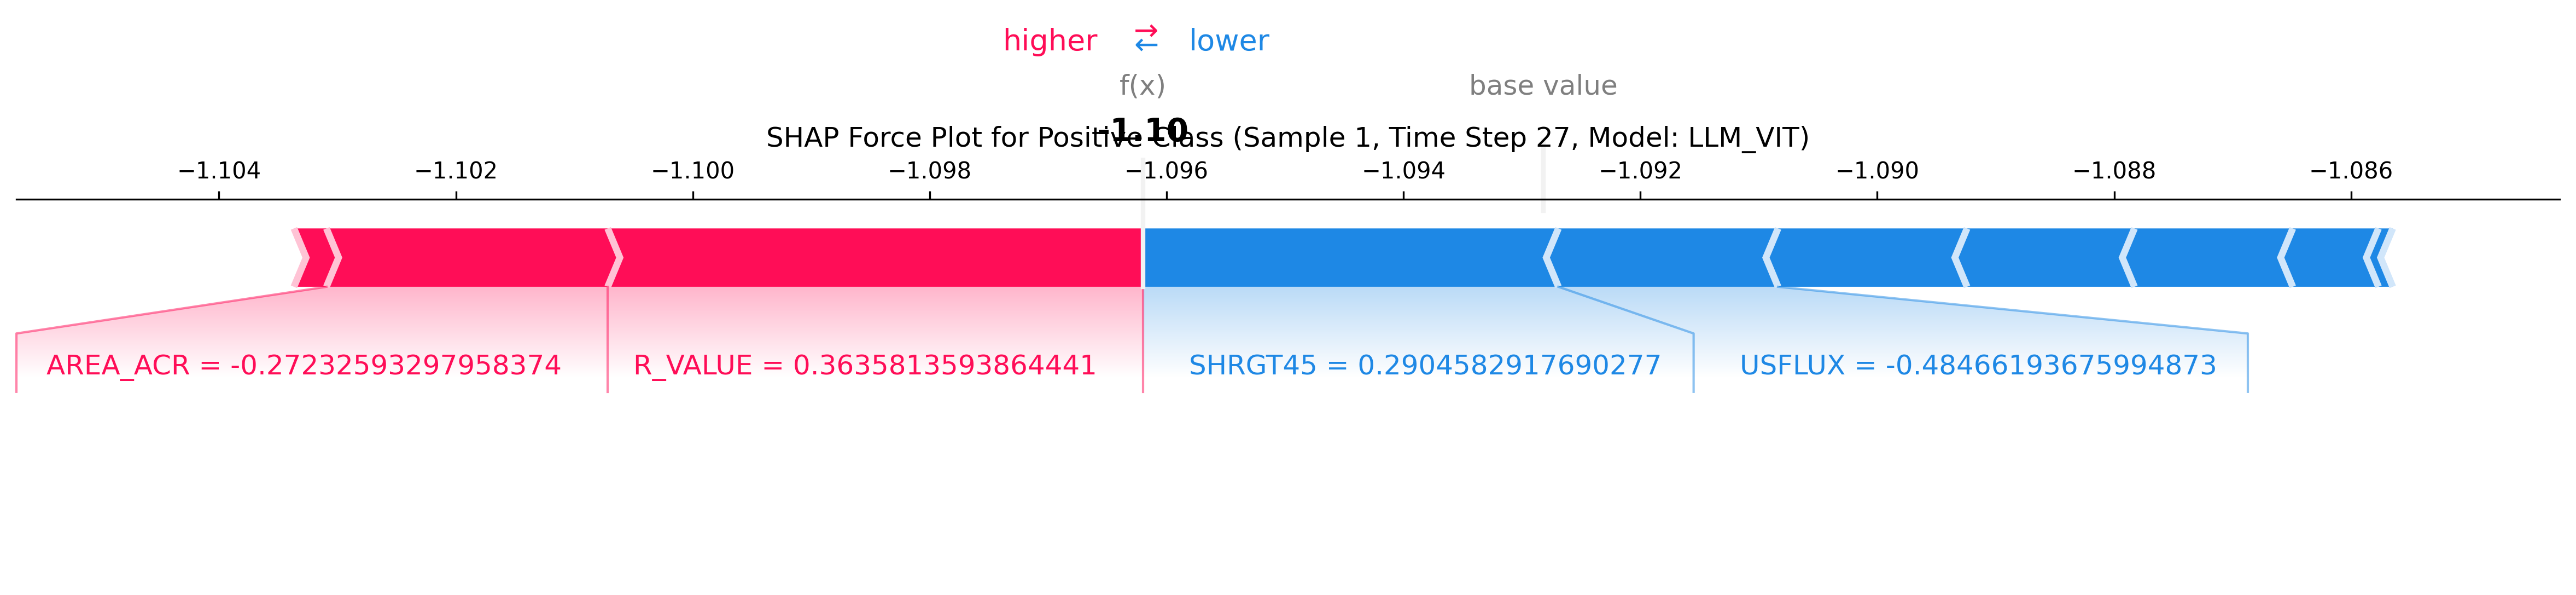 higher ⇄ lower
f(x) base value
-1.10
SHAP Force Plot for Positive Class (Sample 1, Time Step 27, Model: LLM_VIT)
−1.104 −1.102 −1.100 −1.098 −1.096 −1.094 −1.092 −1.090 −1.088 −1.086
AREA_ACR = -0.27232593297958374 R_VALUE = 0.3635813593864441 SHRGT45 = 0.2904582917690277 USFLUX = -0.48466193675994873